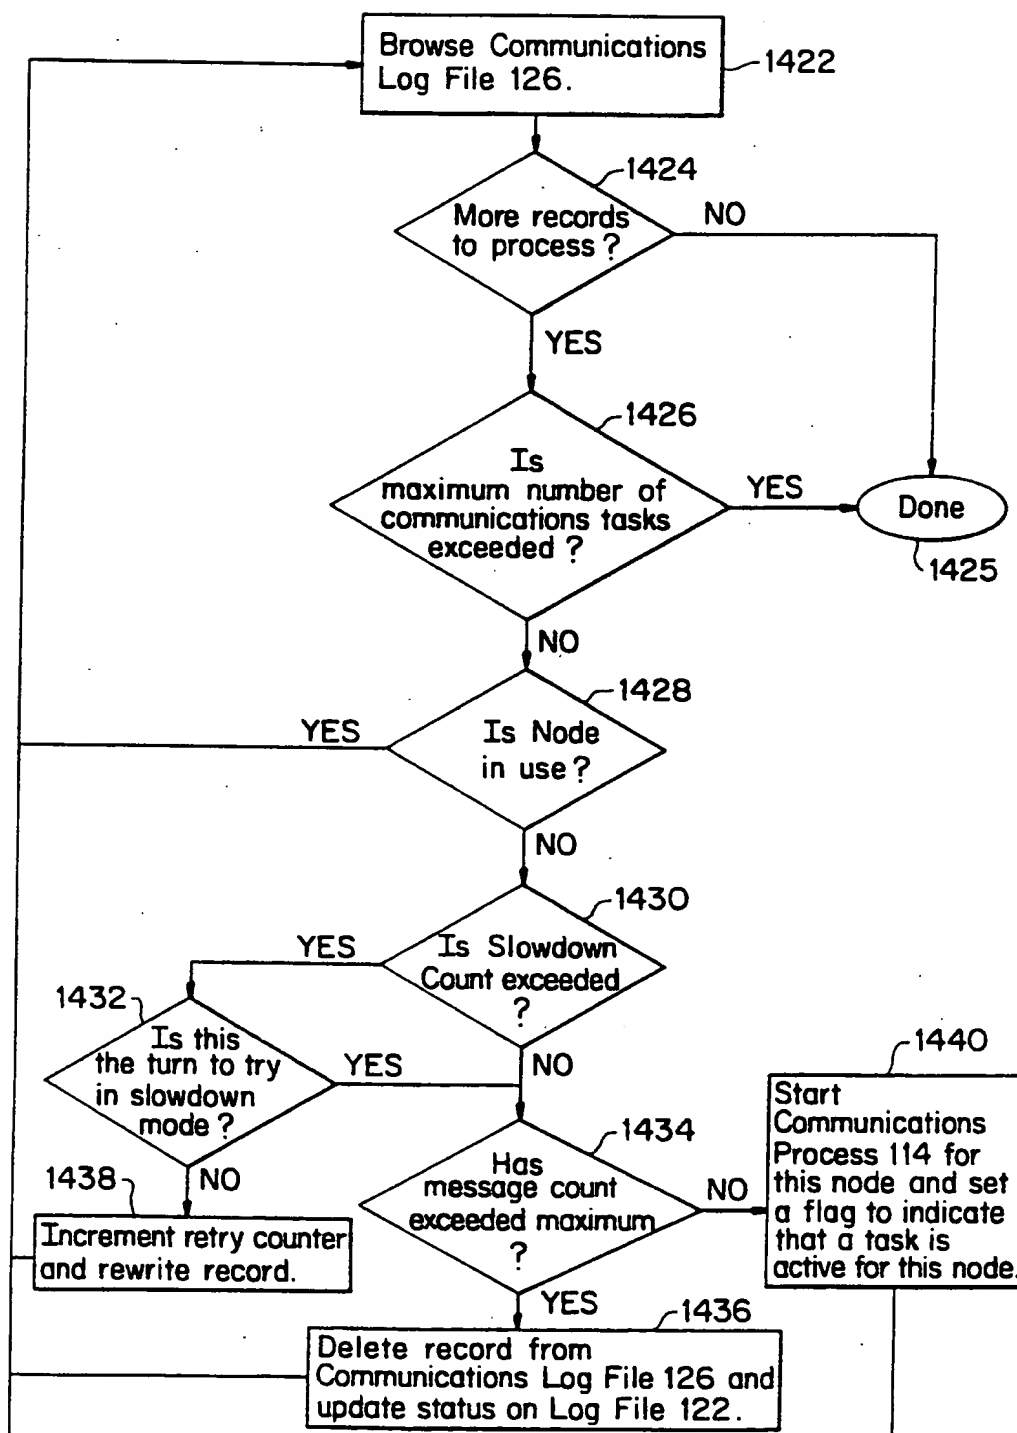 Browse Communications
Log File 126.
1422
1424
More records
to process?
NO
YES
1426
Is
maximum number of
communications tasks
exceeded?
YES
Done
1425
NO
1428
YES
Is Node
in use?
NO
1430
YES
Is Slowdown
Count exceeded
?
1432
Is this
the turn to try
in slowdown
mode?
YES
NO
1440
Start
Communications
Process 114 for
this node and set
a flag to indicate
that a task is
active for this node.
1434
Has
message count
exceeded maximum
?
NO
1438
NO
Increment retry counter
and rewrite record.
YES
1436
Delete record from
Communications Log File 126 and
update status on Log File 122.